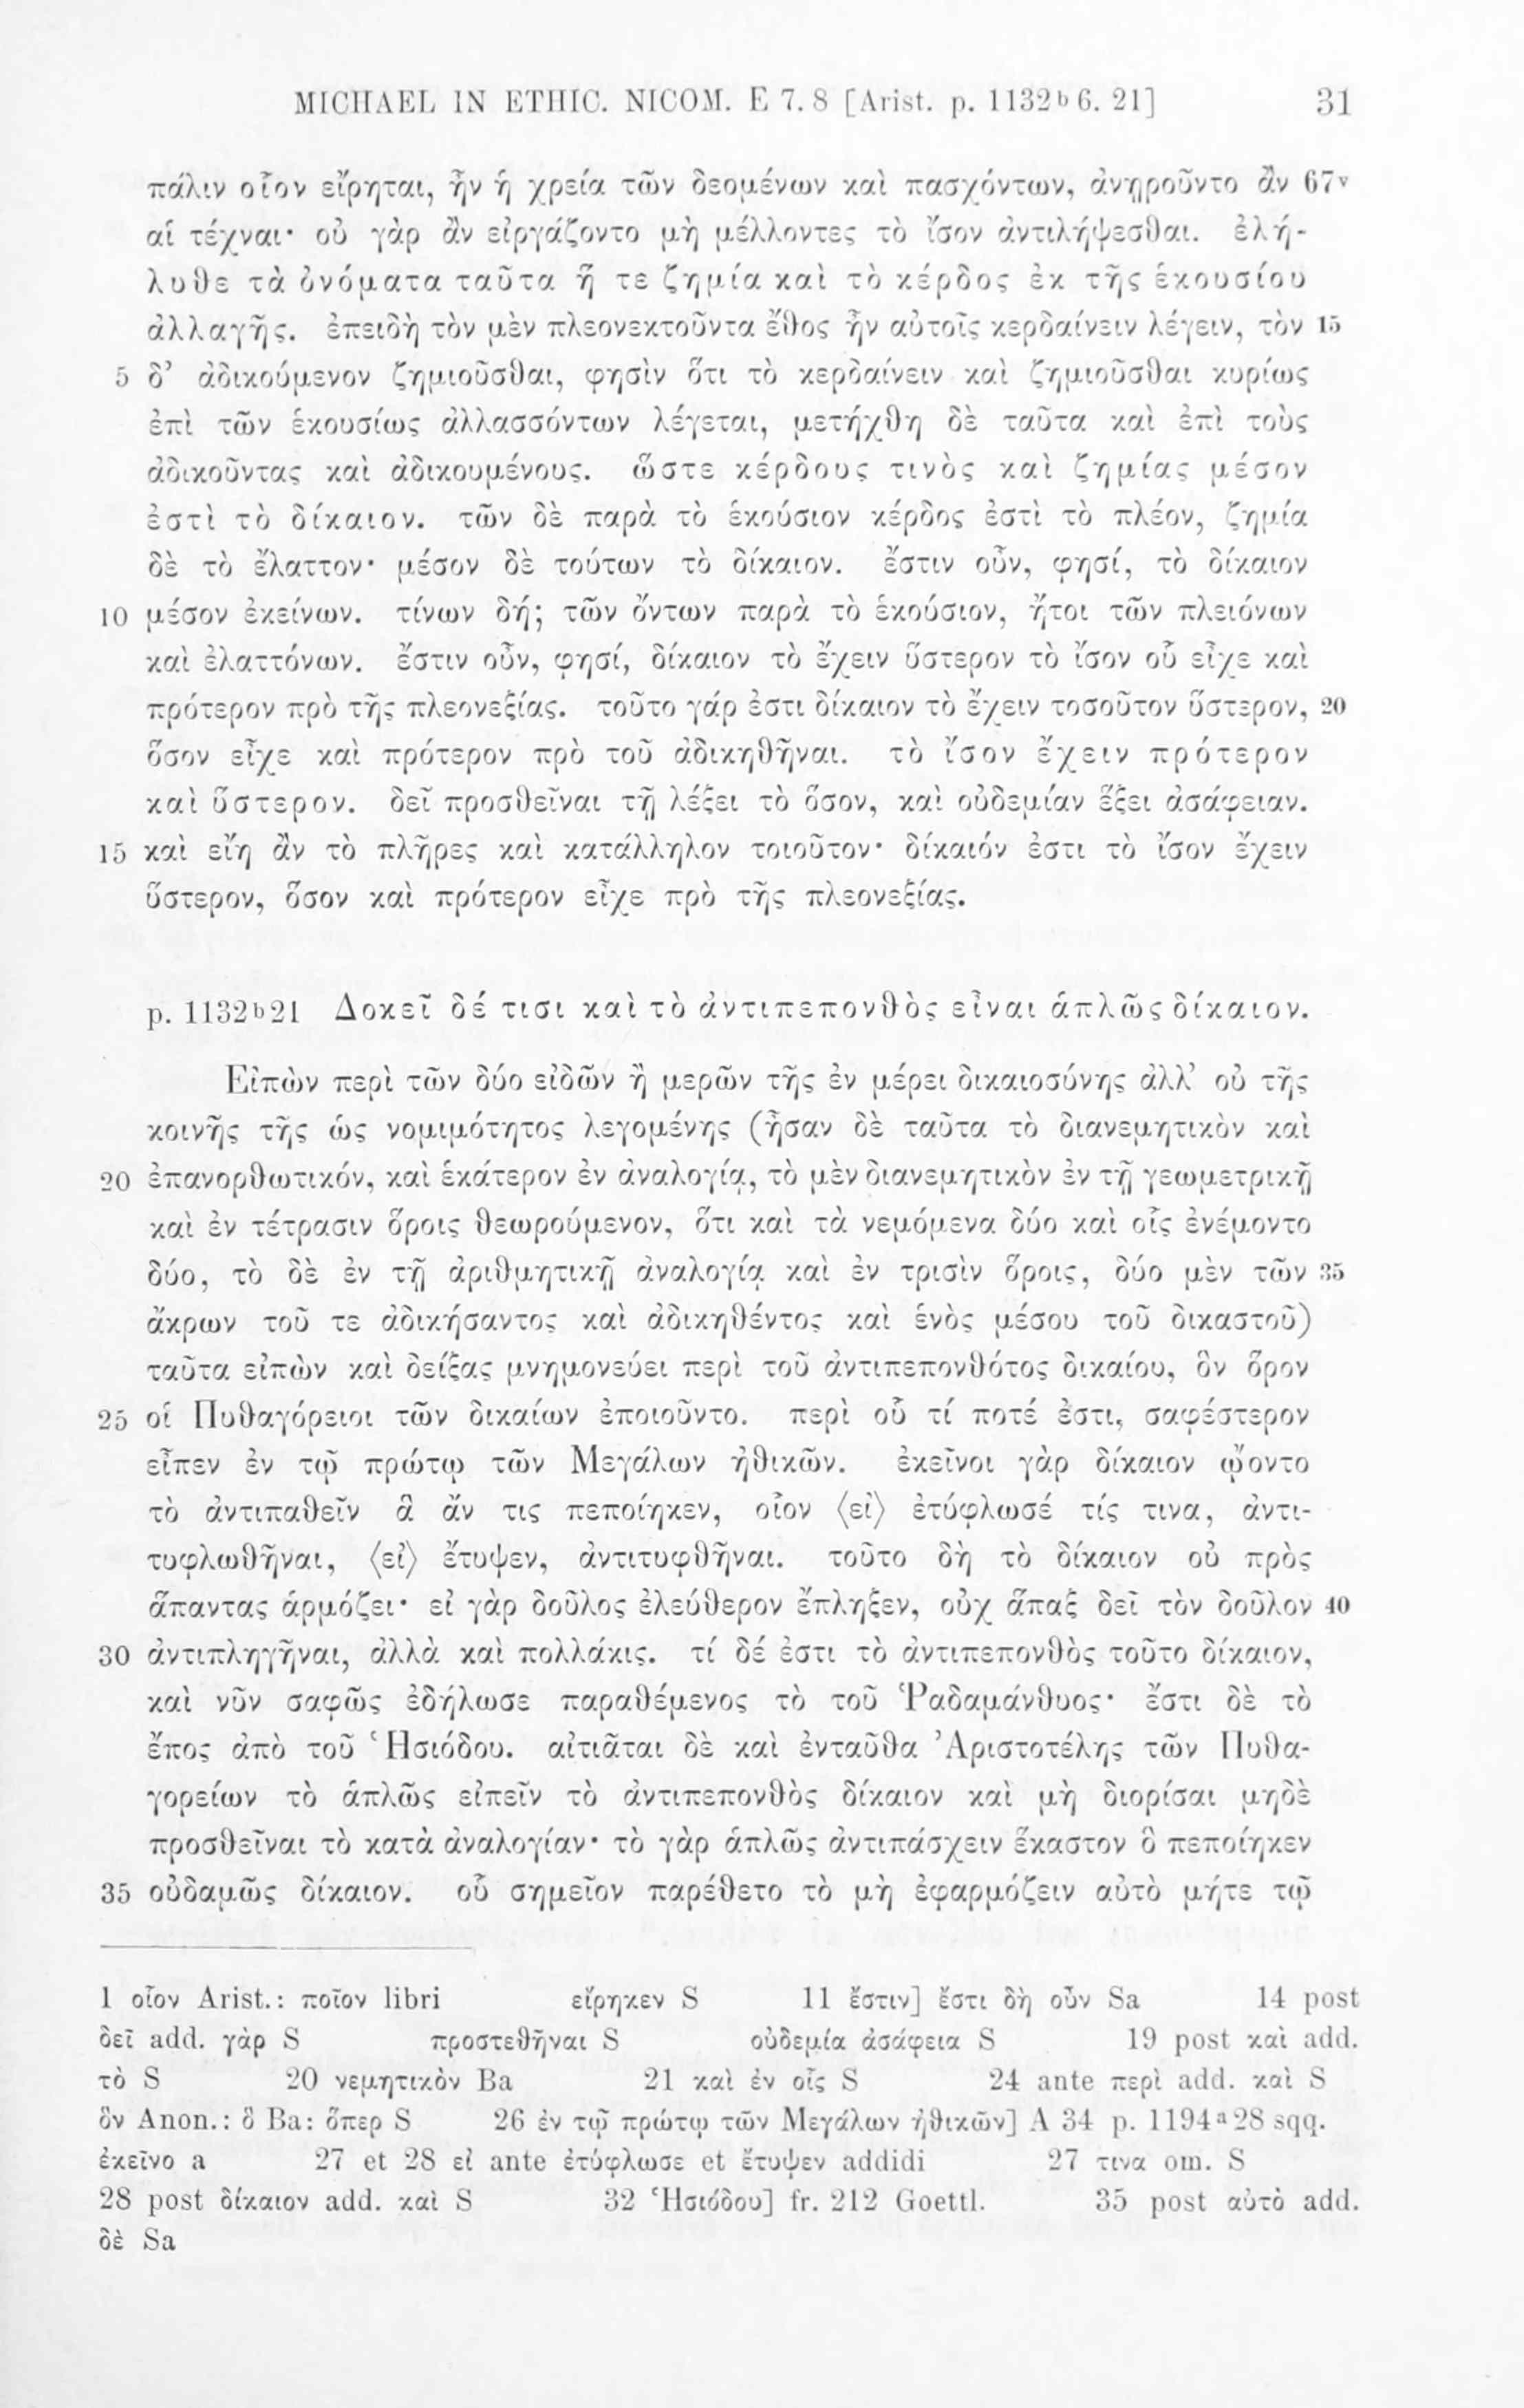 MICHAEL IN ETHIC. NICOM. E 7. 8 [Arist. p. 1132ᵇ 6. 21] 31
πάλιν οἷον εἴρηται, ἦν ἡ χρεία τῶν δεομένων καὶ πασχόντων, ἀνῃροῦντο ἂν 67ᵛ
αἱ τέχναι· οὐ γὰρ ἂν εἰργάζοντο μὴ μέλλοντες τὸ ἴσον ἀντιλήψεσθαι. ἐλή-
λυθε τὰ ὀνόματα ταῦτα ἥ τε ζημία καὶ τὸ κέρδος ἐκ τῆς ἑκουσίου
ἀλλαγῆς. ἐπειδὴ τὸν μὲν πλεονεκτοῦντα ἔθος ἦν αὐτοῖς κερδαίνειν λέγειν, τὸν 15
5 δ’ ἀδικούμενον ζημιοῦσθαι, φησὶν ὅτι τὸ κερδαίνειν καὶ ζημιοῦσθαι κυρίως
ἐπὶ τῶν ἑκουσίως ἀλλασσόντων λέγεται, μετήχθη δὲ ταῦτα καὶ ἐπὶ τοὺς
ἀδικοῦντας καὶ ἀδικουμένους. ὥστε κέρδους τινὸς καὶ ζημίας μέσον
ἐστὶ τὸ δίκαιον. τῶν δὲ παρὰ τὸ ἑκούσιον κέρδος ἐστὶ τὸ πλέον, ζημία
δὲ τὸ ἔλαττον· μέσον δὲ τούτων τὸ δίκαιον. ἔστιν οὖν, φησί, τὸ δίκαιον
10 μέσον ἐκείνων. τίνων δή; τῶν ὄντων παρὰ τὸ ἑκούσιον, ἤτοι τῶν πλειόνων
καὶ ἐλαττόνων. ἔστιν οὖν, φησί, δίκαιον τὸ ἔχειν ὕστερον τὸ ἴσον οὗ εἶχε καὶ
πρότερον πρὸ τῆς πλεονεξίας. τοῦτο γάρ ἐστι δίκαιον τὸ ἔχειν τοσοῦτον ὕστερον, 20
ὅσον εἶχε καὶ πρότερον πρὸ τοῦ ἀδικηθῆναι. τὸ ἴσον ἔχειν πρότερον
καὶ ὕστερον. δεῖ προσθεῖναι τῇ λέξει τὸ ὅσον, καὶ οὐδεμίαν ἕξει ἀσάφειαν.
15 καὶ εἴη ἂν τὸ πλῆρες καὶ κατάλληλον τοιοῦτον· δίκαιόν ἐστι τὸ ἴσον ἔχειν
ὕστερον, ὅσον καὶ πρότερον εἶχε πρὸ τῆς πλεονεξίας.
p. 1132ᵇ21 Δοκεῖ δέ τισι καὶ τὸ ἀντιπεπονθὸς εἶναι ἁπλῶς δίκαιον.
Εἰπὼν περὶ τῶν δύο εἰδῶν ἢ μερῶν τῆς ἐν μέρει δικαιοσύνης ἀλλ’ οὐ τῆς
κοινῆς τῆς ὡς νομιμότητος λεγομένης (ἦσαν δὲ ταῦτα τὸ διανεμητικὸν καὶ
20 ἐπανορθωτικόν, καὶ ἑκάτερον ἐν ἀναλογίᾳ, τὸ μὲν διανεμητικὸν ἐν τῇ γεωμετρικῇ
καὶ ἐν τέτρασιν ὅροις θεωρούμενον, ὅτι καὶ τὰ νεμόμενα δύο καὶ οἷς ἐνέμοντο
δύο, τὸ δὲ ἐν τῇ ἀριθμητικῇ ἀναλογίᾳ καὶ ἐν τρισὶν ὅροις, δύο μὲν τῶν 35
ἄκρων τοῦ τε ἀδικήσαντος καὶ ἀδικηθέντος καὶ ἑνὸς μέσου τοῦ δικαστοῦ)
ταῦτα εἰπὼν καὶ δείξας μνημονεύει περὶ τοῦ ἀντιπεπονθότος δικαίου, ὃν ὅρον
25 οἱ Πυθαγόρειοι τῶν δικαίων ἐποιοῦντο. περὶ οὗ τί ποτέ ἐστι, σαφέστερον
εἶπεν ἐν τῷ πρώτῳ τῶν Μεγάλων ἠθικῶν. ἐκεῖνοι γὰρ δίκαιον ᾤοντο
τὸ ἀντιπαθεῖν ἃ ἄν τις πεποίηκεν, οἷον ⟨εἰ⟩ ἐτύφλωσέ τίς τινα, ἀντι-
τυφλωθῆναι, ⟨εἰ⟩ ἔτυψεν, ἀντιτυφθῆναι. τοῦτο δὴ τὸ δίκαιον οὐ πρὸς
ἅπαντας ἁρμόζει· εἰ γὰρ δοῦλος ἐλεύθερον ἔπληξεν, οὐχ ἅπαξ δεῖ τὸν δοῦλον 40
30 ἀντιπληγῆναι, ἀλλὰ καὶ πολλάκις. τί δέ ἐστι τὸ ἀντιπεπονθὸς τοῦτο δίκαιον,
καὶ νῦν σαφῶς ἐδήλωσε παραθέμενος τὸ τοῦ Ῥαδαμάνθυος· ἔστι δὲ τὸ
ἔπος ἀπὸ τοῦ Ἡσιόδου. αἰτιᾶται δὲ καὶ ἐνταῦθα Ἀριστοτέλης τῶν Πυθα-
γορείων τὸ ἁπλῶς εἰπεῖν τὸ ἀντιπεπονθὸς δίκαιον καὶ μὴ διορίσαι μηδὲ
προσθεῖναι τὸ κατὰ ἀναλογίαν· τὸ γὰρ ἁπλῶς ἀντιπάσχειν ἕκαστον ὃ πεποίηκεν
35 οὐδαμῶς δίκαιον. οὗ σημεῖον παρέθετο τὸ μὴ ἐφαρμόζειν αὐτὸ μήτε τῷ
1 οἷον Arist.: ποῖον libri εἴρηκεν S 11 ἔστιν] ἔστι δὴ οὖν Sa 14 post
δεῖ add. γὰρ S προστεθῆναι S οὐδεμία ἀσάφεια S 19 post καὶ add.
τὸ S 20 νεμητικὸν Ba 21 καὶ ἐν οἷς S 24 ante περὶ add. καὶ S
ὃν Anon.: ὃ Ba: ὅπερ S 26 ἐν τῷ πρώτῳ τῶν Μεγάλων ἠθικῶν] A 34 p. 1194ᵃ28 sqq.
ἐκεῖνο a 27 et 28 εἰ ante ἐτύφλωσε et ἔτυψεν addidi 27 τινα om. S
28 post δίκαιον add. καὶ S 32 Ἡσιόδου] fr. 212 Goettl. 35 post αὐτὸ add.
δὲ Sa